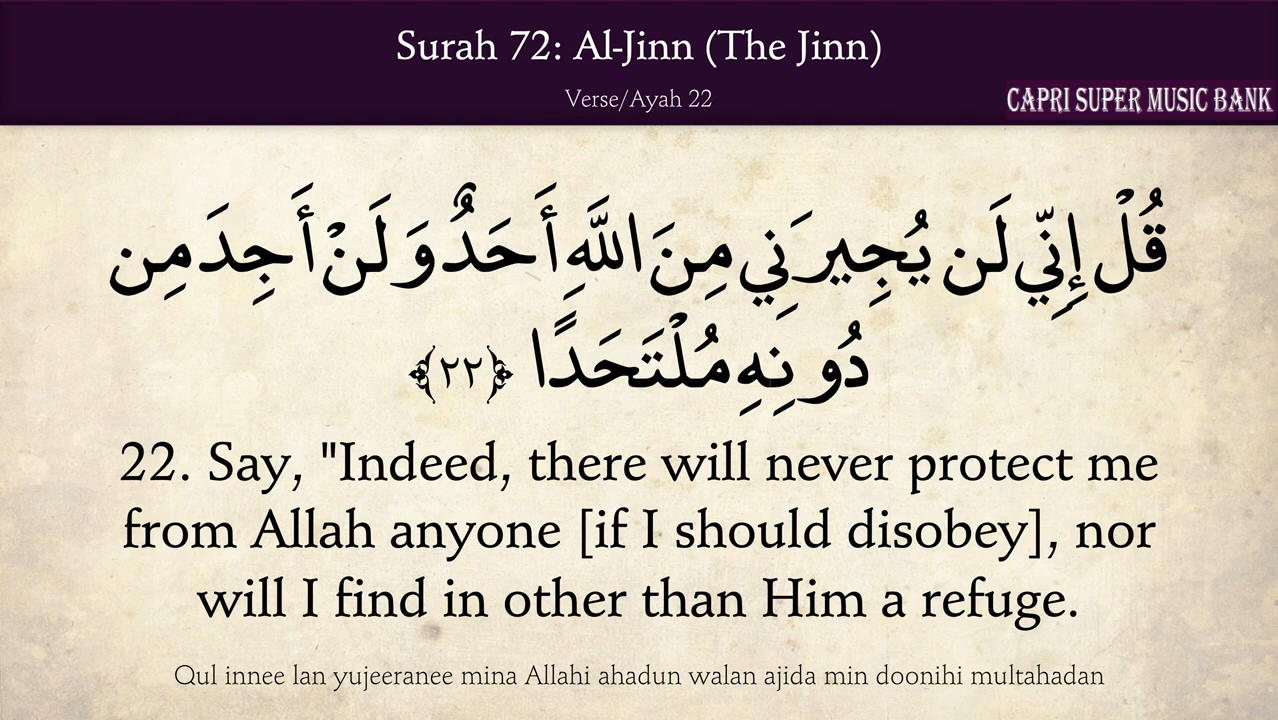 Surah 72: Al-Jinn (The Jinn)
Verse/Ayah 22
CAPRI SUPER MUSIC BANK
قُلْ إِنِّي لَن يُجِيرَنِي مِنَ اللَّهِ أَحَدٌ وَلَنْ أَجِدَ مِن
دُونِهِ مُلْتَحَدًا ﴿٢٢﴾
22. Say, "Indeed, there will never protect me
from Allah anyone [if I should disobey], nor
will I find in other than Him a refuge.
Qul innee lan yujeeranee mina Allahi ahadun walan ajida min doonihi multahadan